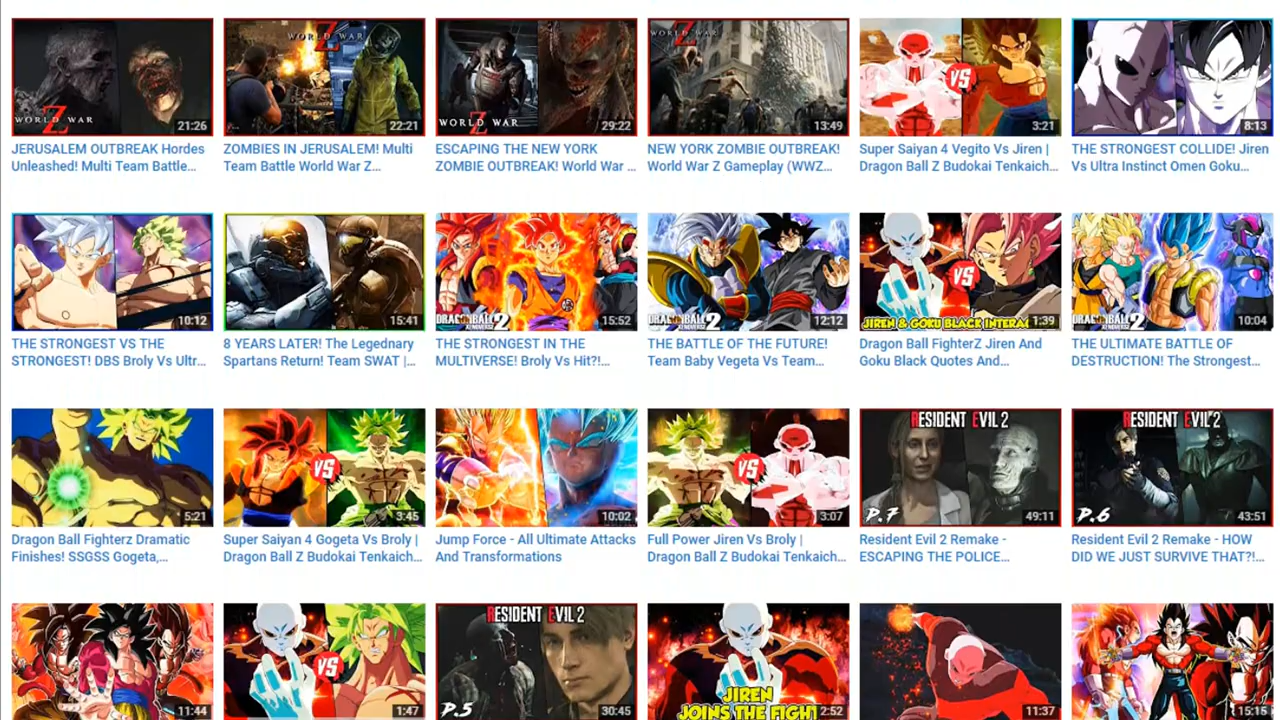 WORLD WAR Z
21:26
WORLD WAR Z
22:21
WORLD WAR
29:22
WORLD WAR Z
13:49
VS
3:21
8:13
JERUSALEM OUTBREAK Hordes
Unleashed! Multi Team Battle...
ZOMBIES IN JERUSALEM! Multi
Team Battle World War Z...
ESCAPING THE NEW YORK
ZOMBIE OUTBREAK! World War ...
NEW YORK ZOMBIE OUTBREAK!
World War Z Gameplay (WWZ...
Super Saiyan 4 Vegito Vs Jiren |
Dragon Ball Z Budokai Tenkaich...
THE STRONGEST COLLIDE! Jiren
Vs Ultra Instinct Omen Goku...
10:12
15:41
DRAGON BALL
XENOVERSE 2
15:52
DRAGON BALL
XENOVERSE 2
12:12
VS
JIREN & GOKU BLACK INTERA
1:39
DRAGON BALL
XENOVERSE 2
10:04
THE STRONGEST VS THE
STRONGEST! DBS Broly Vs Ultr...
8 YEARS LATER! The Legednary
Spartans Return! Team SWAT |...
THE STRONGEST IN THE
MULTIVERSE! Broly Vs Hit?!...
THE BATTLE OF THE FUTURE!
Team Baby Vegeta Vs Team...
Dragon Ball FighterZ Jiren And
Goku Black Quotes And...
THE ULTIMATE BATTLE OF
DESTRUCTION! The Strongest...
5:21
VS
3:45
10:02
VS
3:07
RESIDENT EVIL 2
P.7
49:11
RESIDENT EVIL 2
P.6
43:51
Dragon Ball Fighterz Dramatic
Finishes! SSGSS Gogeta,...
Super Saiyan 4 Gogeta Vs Broly |
Dragon Ball Z Budokai Tenkaich...
Jump Force - All Ultimate Attacks
And Transformations
Full Power Jiren Vs Broly |
Dragon Ball Z Budokai Tenkaich...
Resident Evil 2 Remake -
ESCAPING THE POLICE...
Resident Evil 2 Remake - HOW
DID WE JUST SURVIVE THAT?!...
11:44
VS
1:47
RESIDENT EVIL 2
P.5
30:45
JIREN
JOINS THE FIGHT
2:52
11:37
15:15